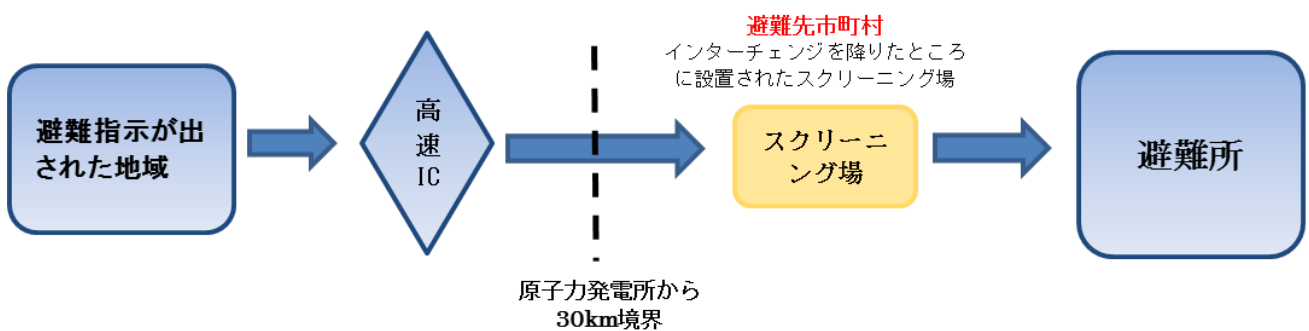 避難指示が出
された地域
高
速
IC
避難先市町村
インターチェンジを降りたところ
に設置されたスクリーニング場
スクリーニ
ング場
避難所
原子力発電所から
30km境界